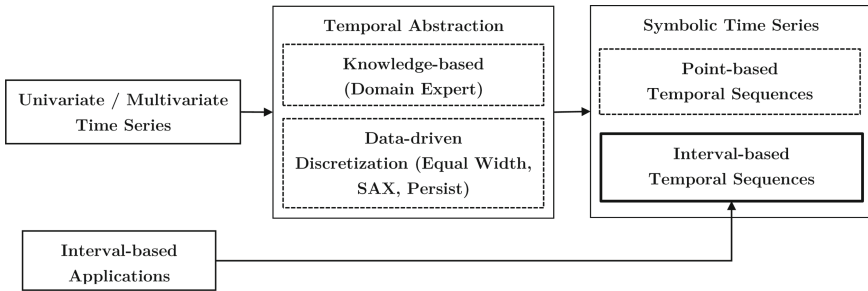 Univariate / Multivariate
Time Series
Temporal Abstraction
Knowledge-based
(Domain Expert)
Data-driven
Discretization (Equal Width,
SAX, Persist)
Symbolic Time Series
Point-based
Temporal Sequences
Interval-based
Temporal Sequences
Interval-based
Applications